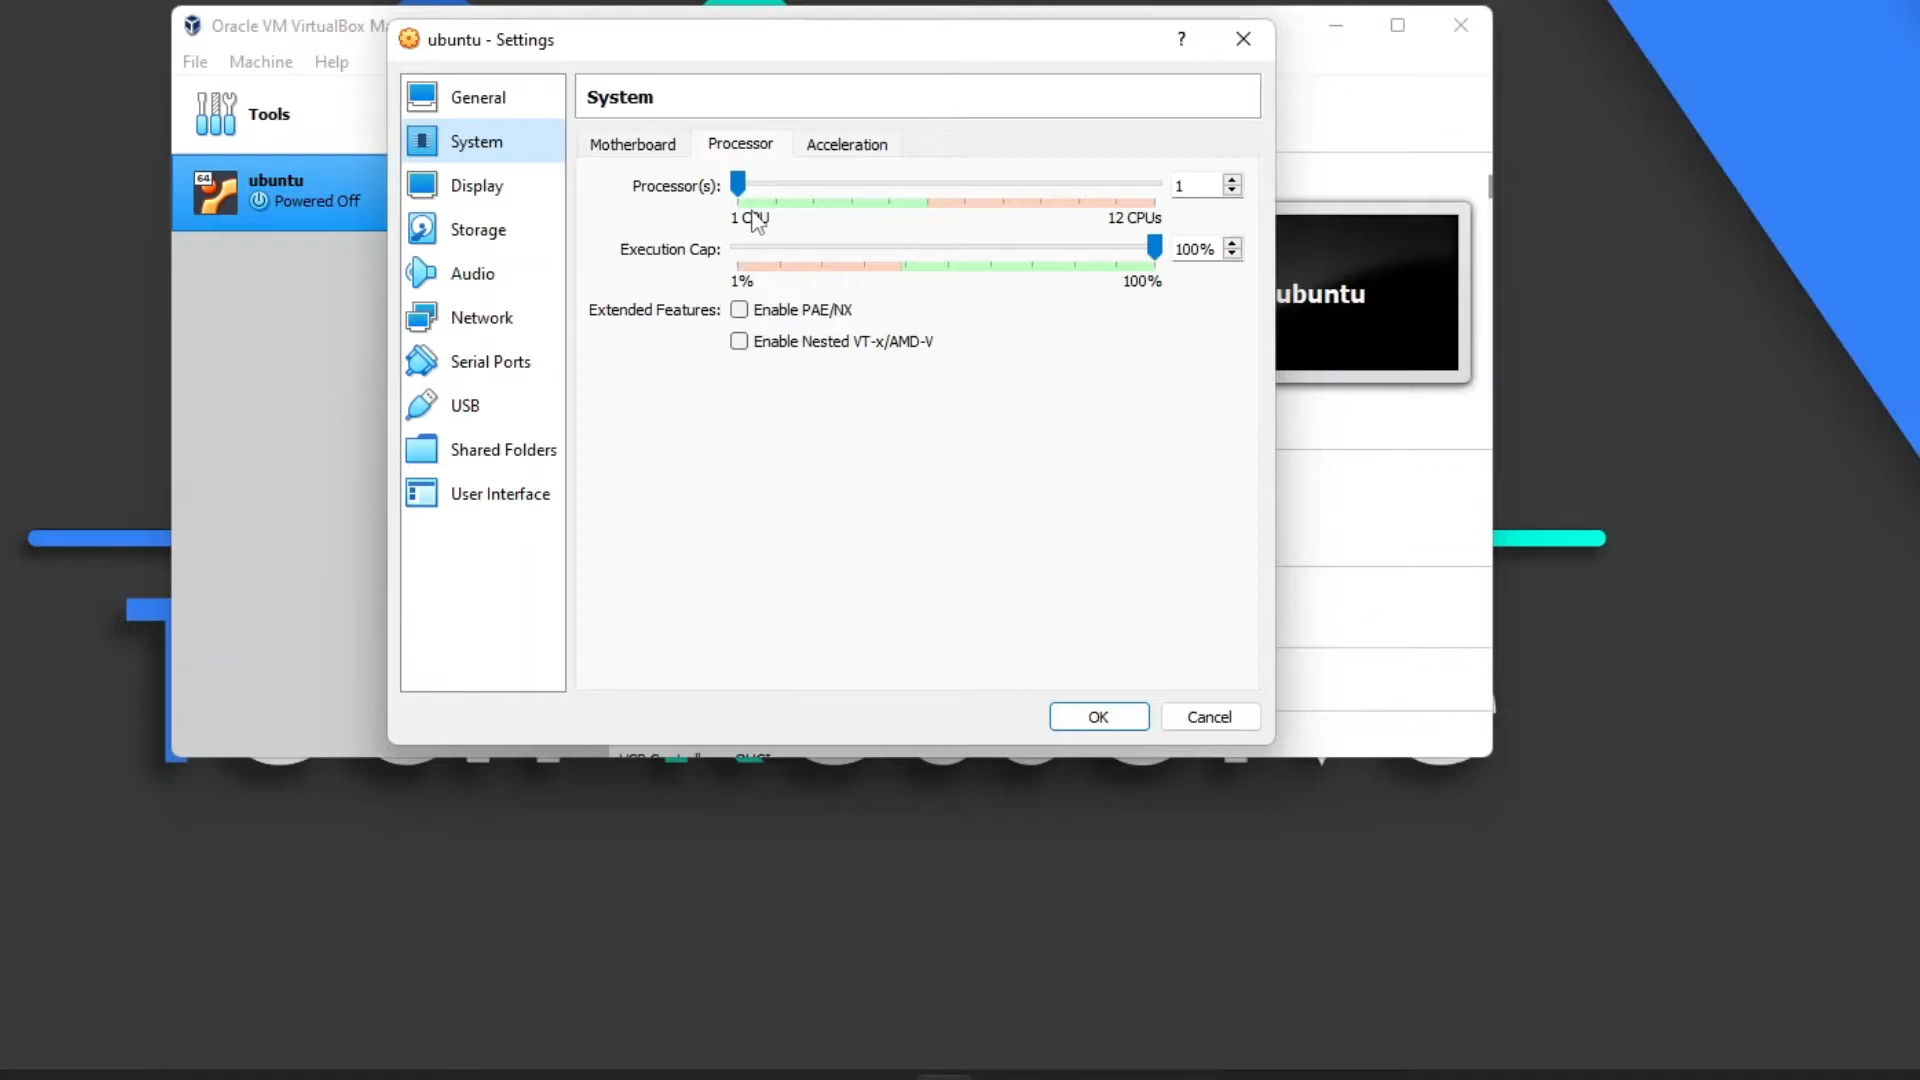 Oracle VM VirtualBox Ma
File Machine Help
Tools
64
ubuntu
Powered Off
ubuntu - Settings
?
General
System
Display
Storage
Audio
Network
Serial Ports
USB
Shared Folders
User Interface
System
Motherboard Processor Acceleration
Processor(s): 1
1 CPU 12 CPUs
Execution Cap: 100%
1% 100%
Extended Features: Enable PAE/NX
Enable Nested VT-x/AMD-V
OK Cancel
ubuntu